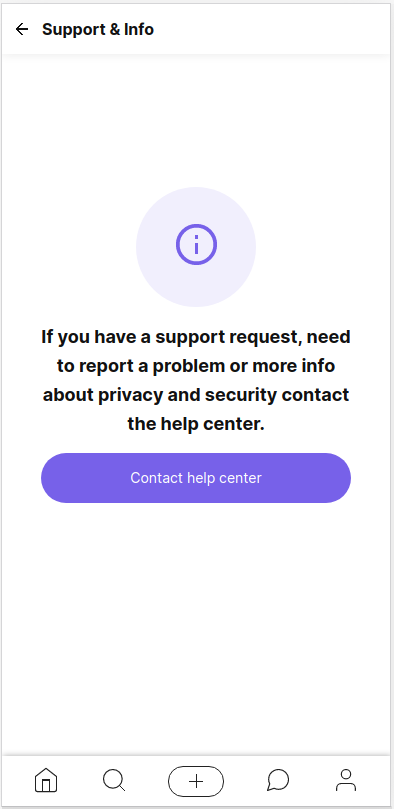 Support & Info
If you have a support request, need
to report a problem or more info
about privacy and security contact
the help center.
Contact help center